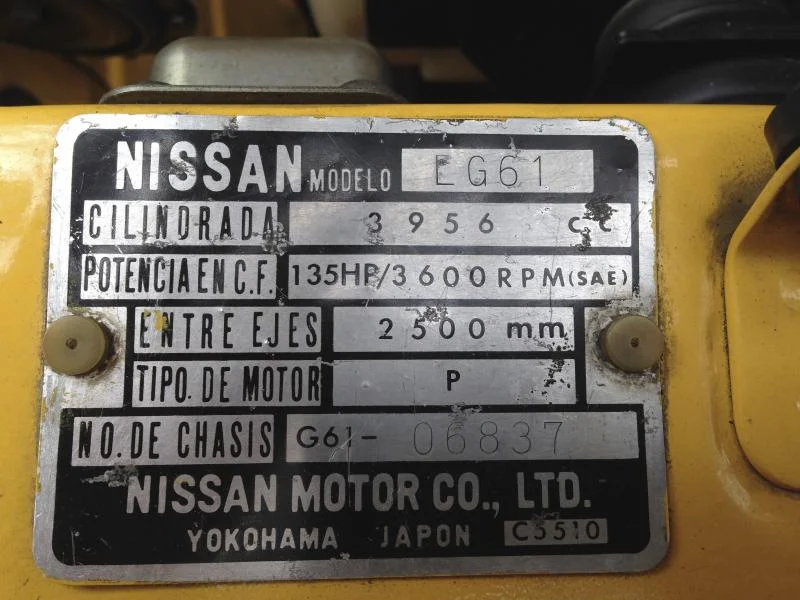 NISSAN MODELO EG61
CILINDRADA 3956 cc
POTENCIA EN C.F. 135HP/3600RPM(SAE)
ENTRE EJES 2500 mm
TIPO. DE MOTOR P
NO. DE CHASIS G61-06837
NISSAN MOTOR CO., LTD.
YOKOHAMA JAPON C5510